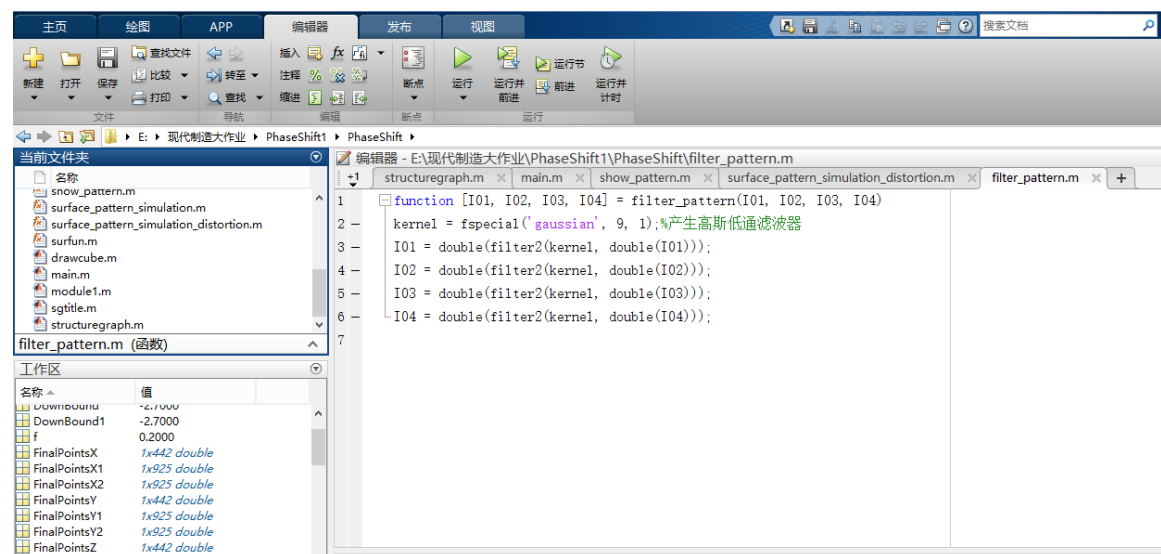 主页 绘图 APP 编辑器 发布 视图 搜索文档
查找文件 插入 fx
新建 打开 保存 比较 转至 注释 断点 运行 运行并前进 运行节 前进 运行并计时
打印 查找 缩进
文件 导航 编辑 断点 运行
E: 现代制造大作业 PhaseShift1 PhaseShift
当前文件夹
名称
show_pattern.m
surface_pattern_simulation.m
surface_pattern_simulation_distortion.m
surfun.m
drawcube.m
main.m
module1.m
sgtitle.m
structuregraph.m
filter_pattern.m (函数)
工作区
名称 值
DownBound -2.7000
DownBound1 -2.7000
f 0.2000
FinalPointsX 1x442 double
FinalPointsX1 1x925 double
FinalPointsX2 1x925 double
FinalPointsY 1x442 double
FinalPointsY1 1x925 double
FinalPointsY2 1x925 double
FinalPointsZ 1x442 double
编辑器 - E:\现代制造大作业\PhaseShift1\PhaseShift\filter_pattern.m
+1 structuregraph.m main.m show_pattern.m surface_pattern_simulation_distortion.m filter_pattern.m
1 function [I01, I02, I03, I04] = filter_pattern(I01, I02, I03, I04)
2 kernel = fspecial('gaussian', 9, 1);%产生高斯低通滤波器
3 I01 = double(filter2(kernel, double(I01)));
4 I02 = double(filter2(kernel, double(I02)));
5 I03 = double(filter2(kernel, double(I03)));
6 I04 = double(filter2(kernel, double(I04)));
7